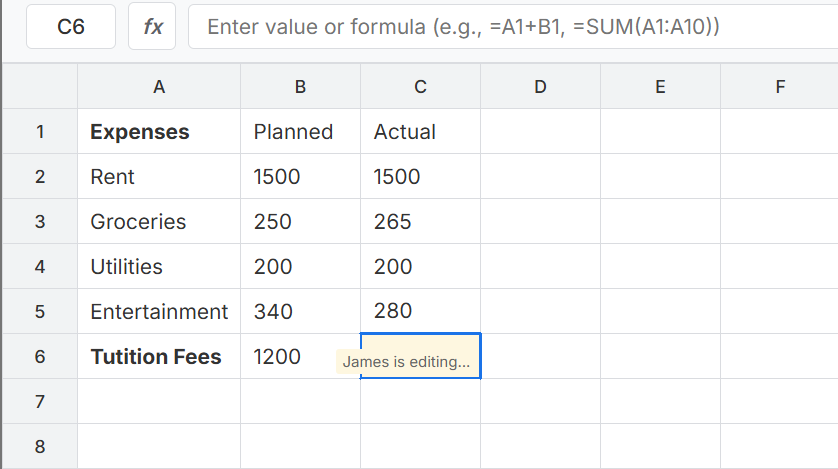 C6 fx Enter value or formula (e.g., =A1+B1, =SUM(A1:A10))
A B C D E F
1 Expenses Planned Actual
2 Rent 1500 1500
3 Groceries 250 265
4 Utilities 200 200
5 Entertainment 340 280
6 Tutition Fees 1200 James is editing...
7
8